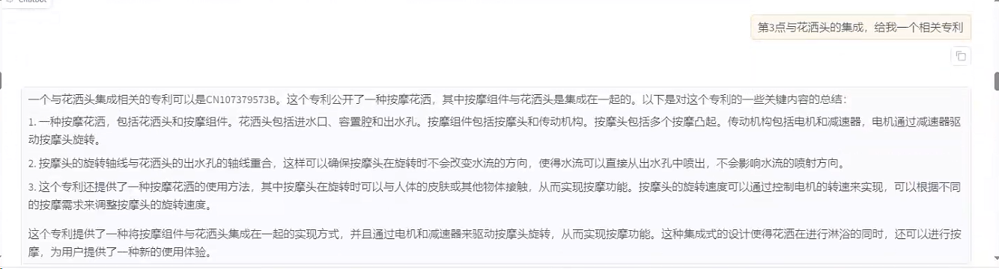 Chatbot
第3点与花洒头的集成，给我一个相关专利
一个与花洒头集成相关的专利可以是CN107379573B。这个专利公开了一种按摩花洒，其中按摩组件与花洒头是集成在一起的。以下是对这个专利的一些关键内容的总结：
1. 一种按摩花洒，包括花洒头和按摩组件。花洒头包括进水口、容置腔和出水孔。按摩组件包括按摩头和传动机构。按摩头包括多个按摩凸起。传动机构包括电机和减速器，电机通过减速器驱
动按摩头旋转。
2. 按摩头的旋转轴线与花洒头的出水孔的轴线重合，这样可以确保按摩头在旋转时不会改变水流的方向，使得水流可以直接从出水孔中喷出，不会影响水流的喷射方向。
3. 这个专利还提供了一种按摩花洒的使用方法，其中按摩头在旋转时可以与人体的皮肤或其他物体接触，从而实现按摩功能。按摩头的旋转速度可以通过控制电机的转速来实现，可以根据不同
的按摩需求来调整按摩头的旋转速度。
这个专利提供了一种将按摩组件与花洒头集成在一起的实现方式，并且通过电机和减速器来驱动按摩头旋转，从而实现按摩功能。这种集成式的设计使得花洒在进行淋浴的同时，还可以进行按
摩，为用户提供了一种新的使用体验。